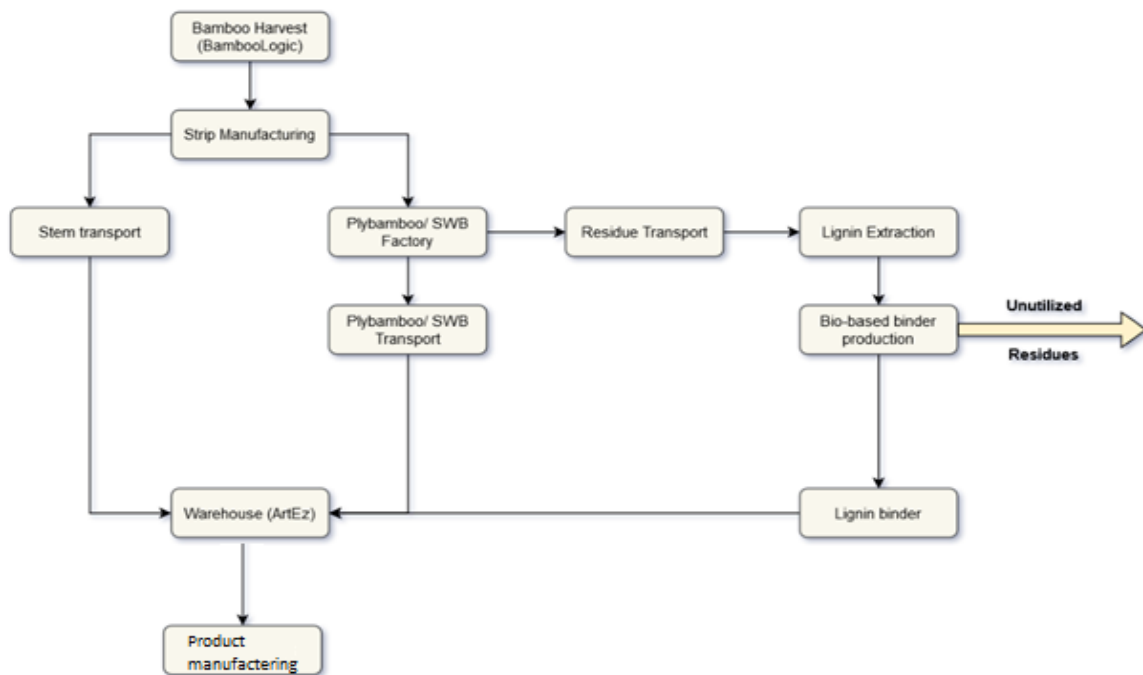 Bamboo Harvest
(BambooLogic)
Strip Manufacturing
Stem transport
Plybamboo/ SWB
Factory
Residue Transport
Lignin Extraction
Plybamboo/ SWB
Transport
Bio-based binder
production
Unutilized
Residues
Warehouse (ArtEz)
Lignin binder
Product
manufactering